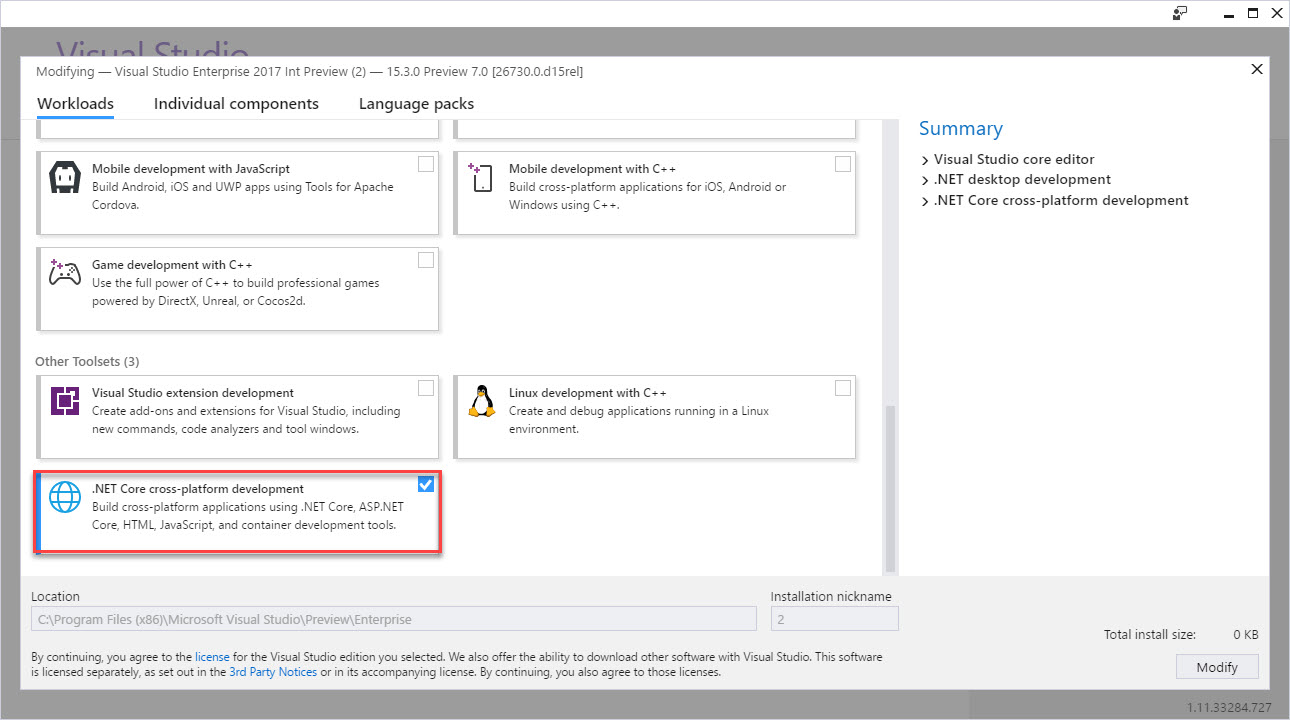 Visual Studio
Modifying — Visual Studio Enterprise 2017 Int Preview (2) — 15.3.0 Preview 7.0 [26730.0.d15rel]
Workloads
Individual components
Language packs
Mobile development with JavaScript
Build Android, iOS and UWP apps using Tools for Apache
Cordova.
Mobile development with C++
Build cross-platform applications for iOS, Android or
Windows using C++.
Game development with C++
Use the full power of C++ to build professional games
powered by DirectX, Unreal, or Cocos2d.
Other Toolsets (3)
Visual Studio extension development
Create add-ons and extensions for Visual Studio, including
new commands, code analyzers and tool windows.
Linux development with C++
Create and debug applications running in a Linux
environment.
.NET Core cross-platform development
Build cross-platform applications using .NET Core, ASP.NET
Core, HTML, JavaScript, and container development tools.
Summary
Visual Studio core editor
.NET desktop development
.NET Core cross-platform development
Location
C:\Program Files (x86)\Microsoft Visual Studio\Preview\Enterprise
Installation nickname
2
Total install size: 0 KB
By continuing, you agree to the license for the Visual Studio edition you selected. We also offer the ability to download other software with Visual Studio. This software
is licensed separately, as set out in the 3rd Party Notices or in its accompanying license. By continuing, you also agree to those licenses.
Modify
1.11.33284.727